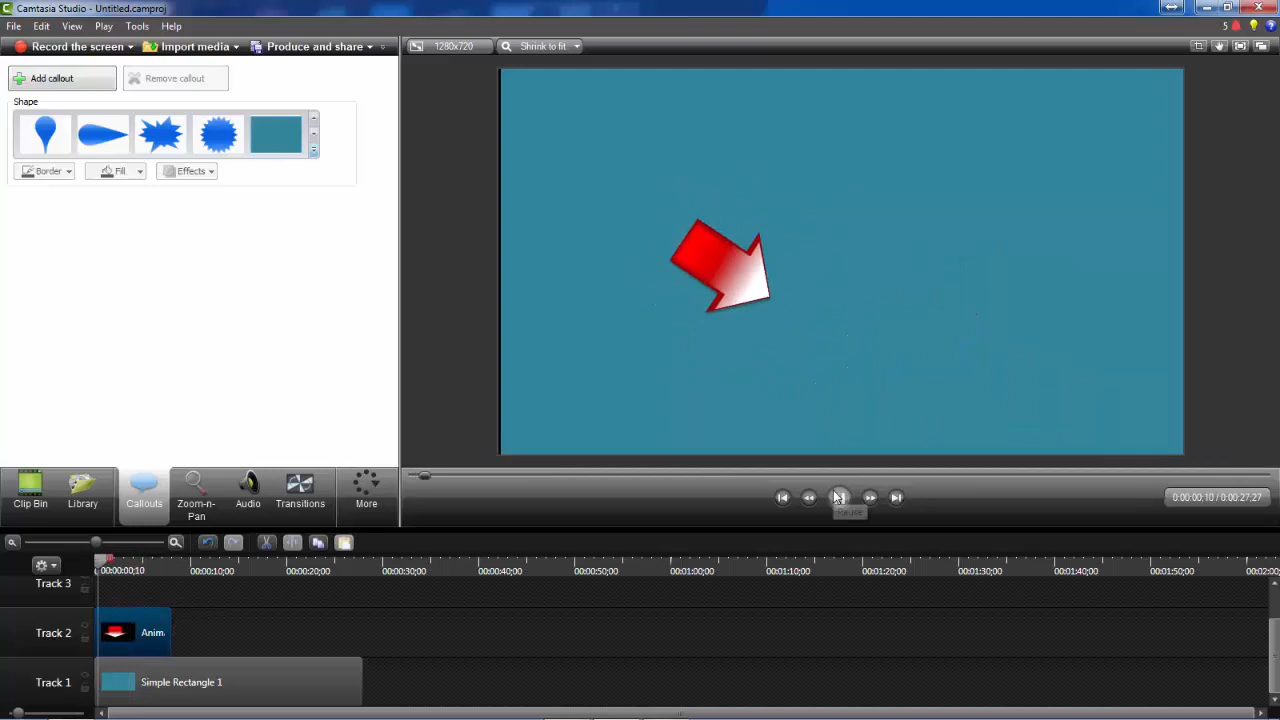 Camtasia Studio - Untitled.camproj
File Edit View Play Tools Help
5
Record the screen Import media Produce and share
1280x720 Shrink to fit
Add callout Remove callout
Shape
Border Fill Effects
Clip Bin Library Callouts Zoom-n-Pan Audio Transitions More
Pause
0:00:00;10 / 0:00:27;27
00:00:00;10 00:00:10;00 00:00:20;00 00:00:30;00 00:00:40;00 00:00:50;00 00:01:00;00 00:01:10;00 00:01:20;00 00:01:30;00 00:01:40;00 00:01:50;00 00:02:00;
Track 3
Track 2 Anim
Track 1 Simple Rectangle 1